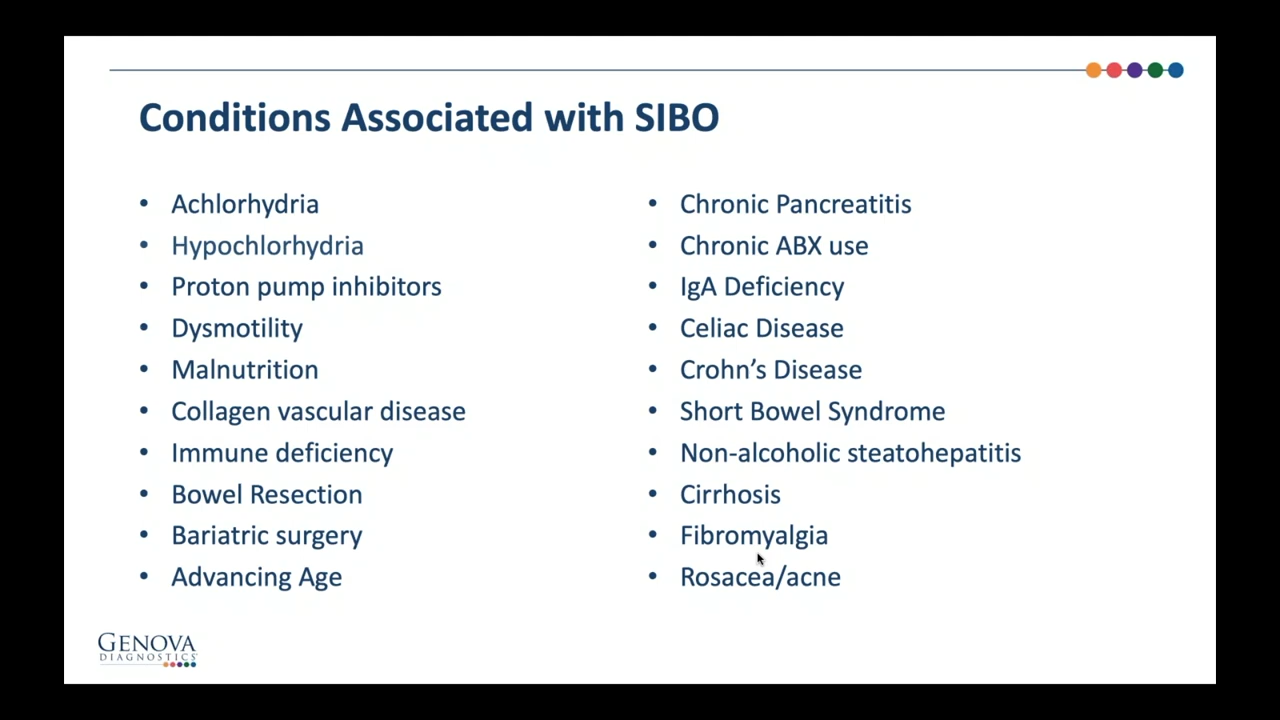 Conditions Associated with SIBO
• Achlorhydria
• Hypochlorhydria
• Proton pump inhibitors
• Dysmotility
• Malnutrition
• Collagen vascular disease
• Immune deficiency
• Bowel Resection
• Bariatric surgery
• Advancing Age
• Chronic Pancreatitis
• Chronic ABX use
• IgA Deficiency
• Celiac Disease
• Crohn’s Disease
• Short Bowel Syndrome
• Non-alcoholic steatohepatitis
• Cirrhosis
• Fibromyalgia
• Rosacea/acne
GENOVA
DIAGNOSTICS